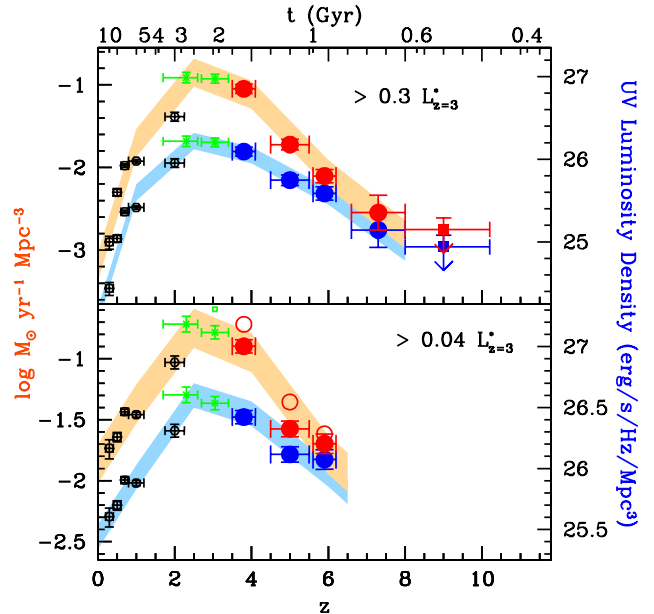 t (Gyr)
10 5 4 3 2 1 0.6 0.4
> 0.3 L*z=3
-1
-2
-3
27
26
25
> 0.04 L*z=3
-1
-1.5
-2
-2.5
27
26.5
26
25.5
0 2 4 6 8 10
z
log M⊙ yr⁻¹ Mpc⁻³
UV Luminosity Density (erg/s/Hz/Mpc³)